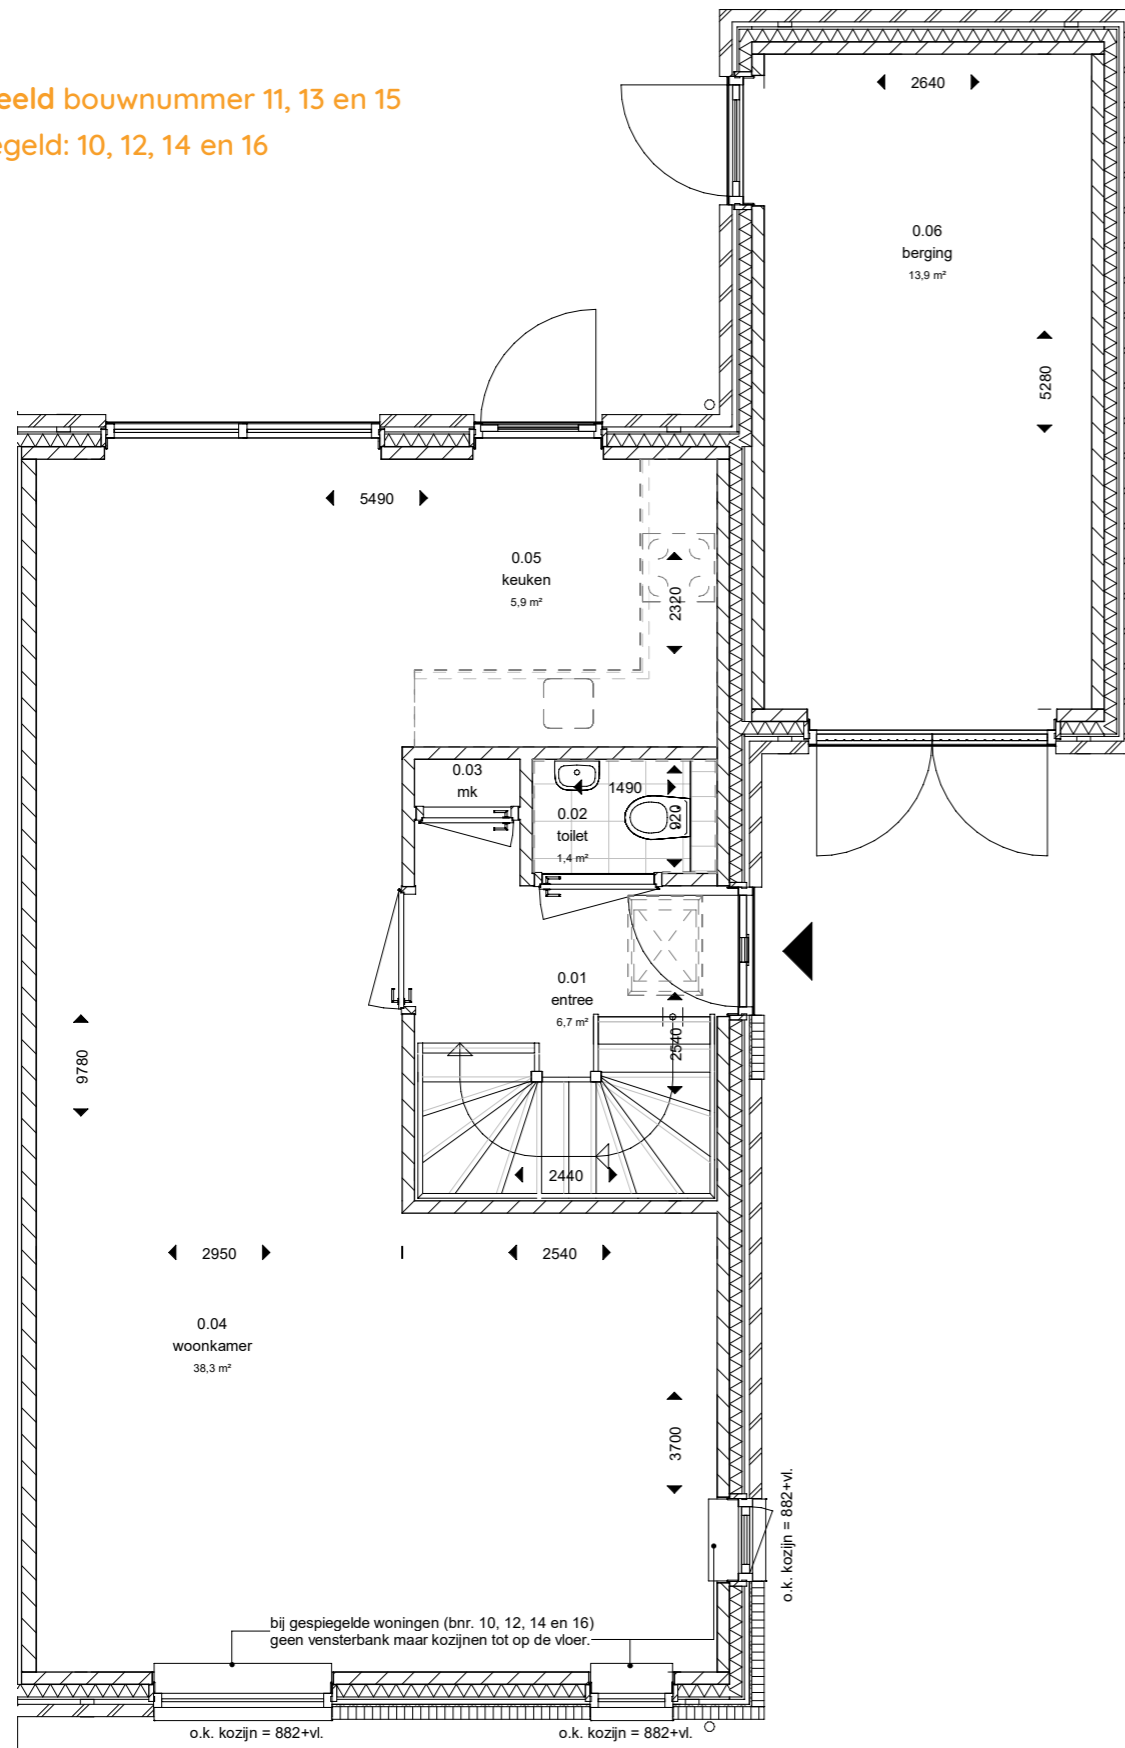 eeld bouwnummer 11, 13 en 15
egeld: 10, 12, 14 en 16
2640
0.06
berging
13,9 m²
5280
5490
0.05
keuken
5,9 m²
2320
0.03
mk
1490
0.02
toilet
1,4 m²
920
0.01
entree
6,7 m²
2540
9780
2440
2950
2540
0.04
woonkamer
38,3 m²
3700
o.k. kozijn = 882+vl.
bij gespiegelde woningen (bnr. 10, 12, 14 en 16)
geen vensterbank maar kozijnen tot op de vloer.
o.k. kozijn = 882+vl.
o.k. kozijn = 882+vl.